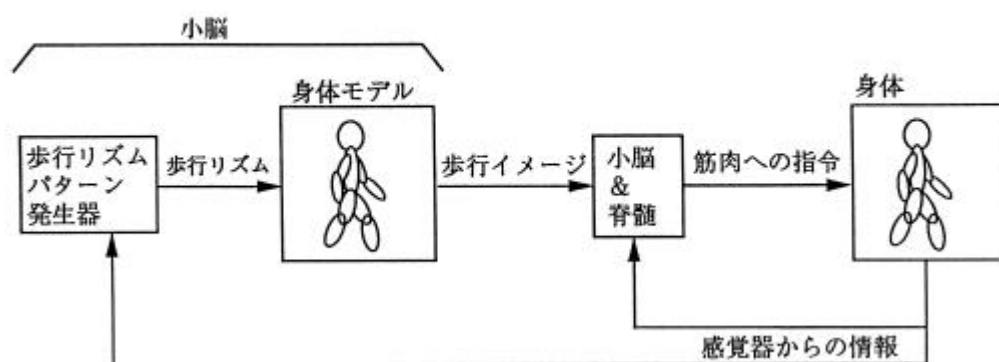 小脳
身体モデル
身体
歩行リズム
パターン
発生器
歩行リズム
歩行イメージ
小脳
&
脊髄
筋肉への指令
感覚器からの情報